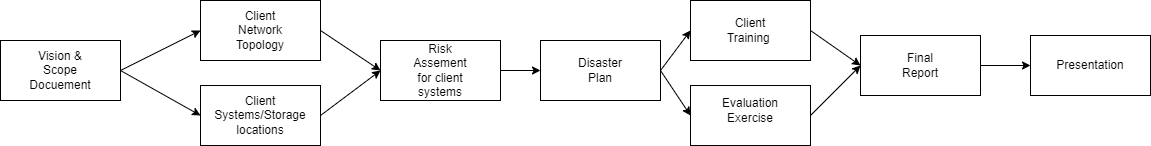 Vision &
Scope
Docuement
Client
Network
Topology
Client
Systems/Storage
locations
Risk
Assement
for client
systems
Disaster
Plan
Client
Training
Evaluation
Exercise
Final
Report
Presentation